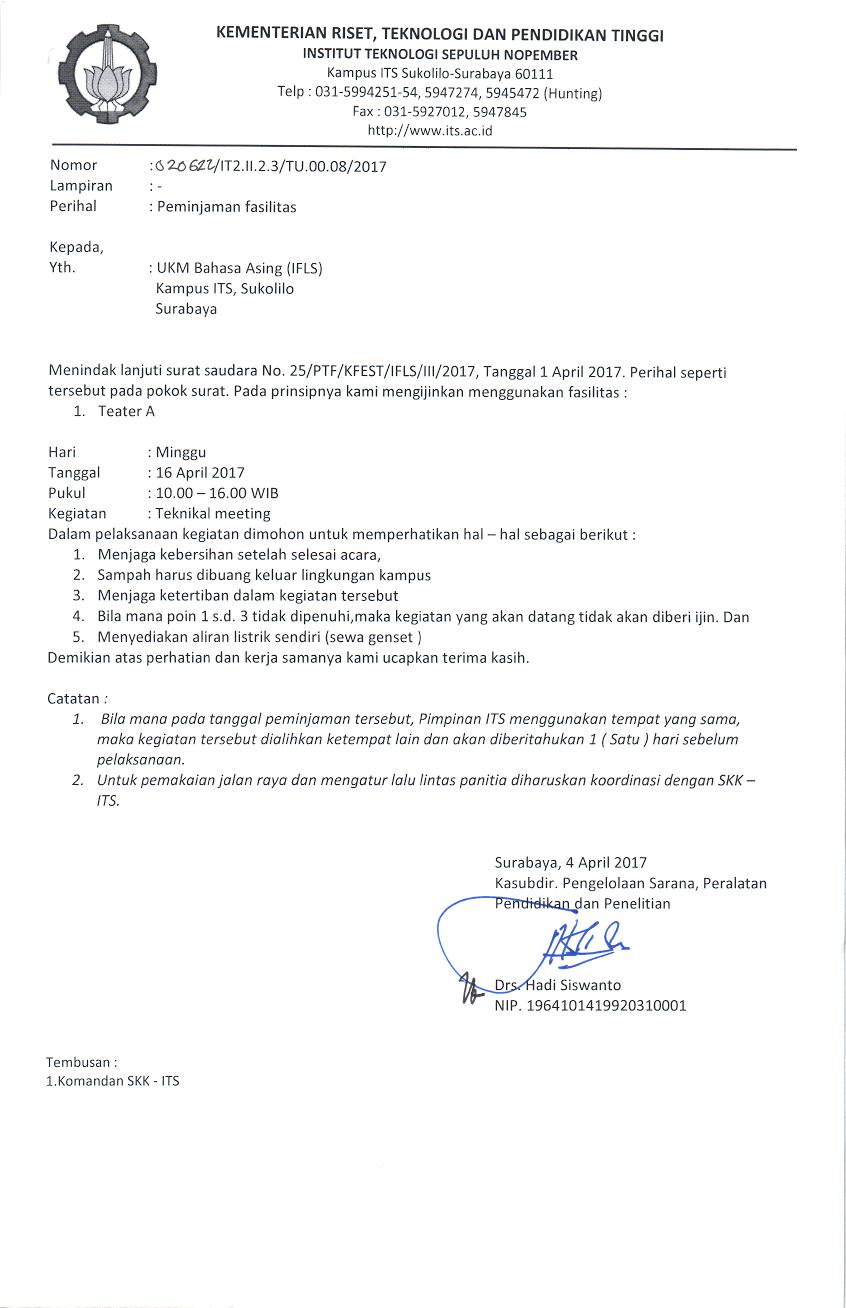 KEMENTERIAN RISET, TEKNOLOGI DAN PENDIDIKAN TINGGI
INSTITUT TEKNOLOGI SEPULUH NOPEMBER
Kampus ITS Sukolilo-Surabaya 60111
Telp : 031-5994251-54, 5947274, 5945472 (Hunting)
Fax : 031-5927012, 5947845
http://www.its.ac.id
Nomor :020622/IT2.II.2.3/TU.00.08/2017
Lampiran : -
Perihal : Peminjaman fasilitas
Kepada,
Yth. : UKM Bahasa Asing (IFLS)
Kampus ITS, Sukolilo
Surabaya
Menindak lanjuti surat saudara No. 25/PTF/KFEST/IFLS/III/2017, Tanggal 1 April 2017. Perihal seperti
tersebut pada pokok surat. Pada prinsipnya kami mengijinkan menggunakan fasilitas :
1. Teater A
Hari : Minggu
Tanggal : 16 April 2017
Pukul : 10.00 – 16.00 WIB
Kegiatan : Teknikal meeting
Dalam pelaksanaan kegiatan dimohon untuk memperhatikan hal – hal sebagai berikut :
1. Menjaga kebersihan setelah selesai acara,
2. Sampah harus dibuang keluar lingkungan kampus
3. Menjaga ketertiban dalam kegiatan tersebut
4. Bila mana poin 1 s.d. 3 tidak dipenuhi,maka kegiatan yang akan datang tidak akan diberi ijin. Dan
5. Menyediakan aliran listrik sendiri (sewa genset )
Demikian atas perhatian dan kerja samanya kami ucapkan terima kasih.
Catatan :
1. Bila mana pada tanggal peminjaman tersebut, Pimpinan ITS menggunakan tempat yang sama,
maka kegiatan tersebut dialihkan ketempat lain dan akan diberitahukan 1 ( Satu ) hari sebelum
pelaksanaan.
2. Untuk pemakaian jalan raya dan mengatur lalu lintas panitia diharuskan koordinasi dengan SKK –
ITS.
Surabaya, 4 April 2017
Kasubdir. Pengelolaan Sarana, Peralatan
Pendidikan dan Penelitian
Drs. Hadi Siswanto
NIP. 1964101419920310001
Tembusan :
1.Komandan SKK - ITS